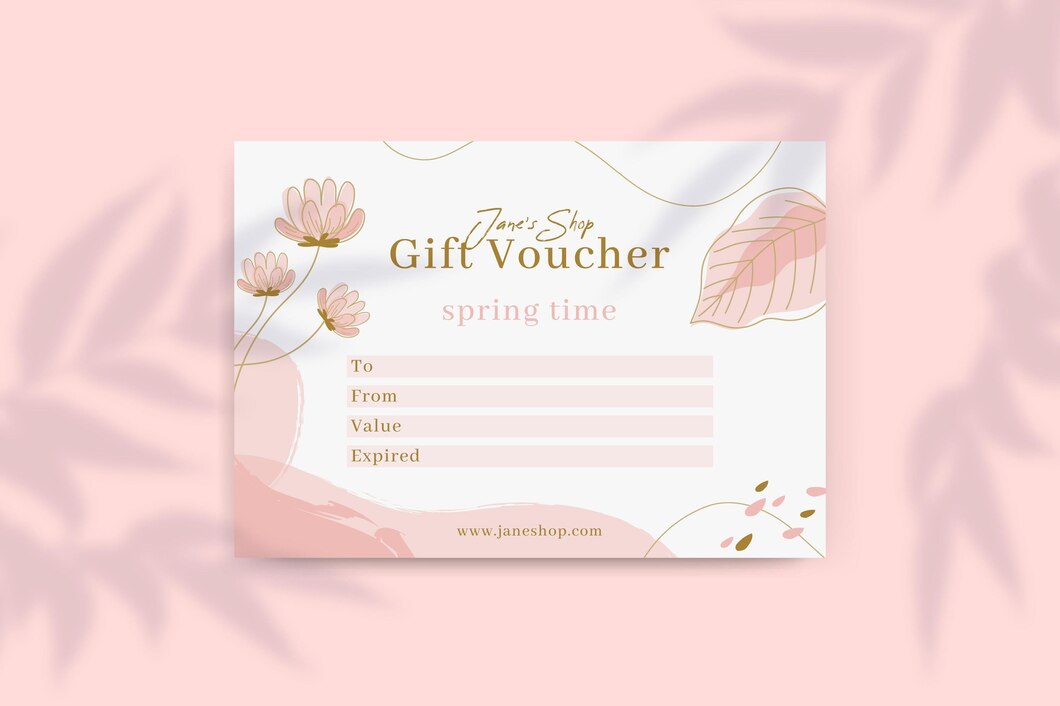 Jane's Shop
Gift Voucher
spring time
To
From
Value
Expired
www.janeshop.com